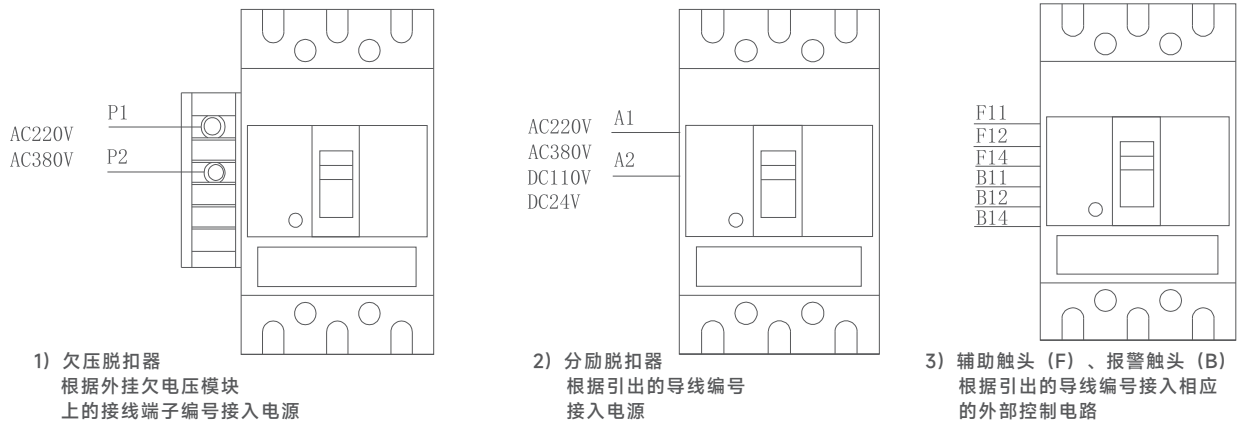 P1
AC220V
AC380V
P2
1）欠压脱扣器
根据外挂欠电压模块
上的接线端子编号接入电源
AC220V
A1
AC380V
A2
DC110V
DC24V
2）分励脱扣器
根据引出的导线编号
接入电源
F11
F12
F14
B11
B12
B14
3）辅助触头（F）、报警触头（B）
根据引出的导线编号接入相应
的外部控制电路